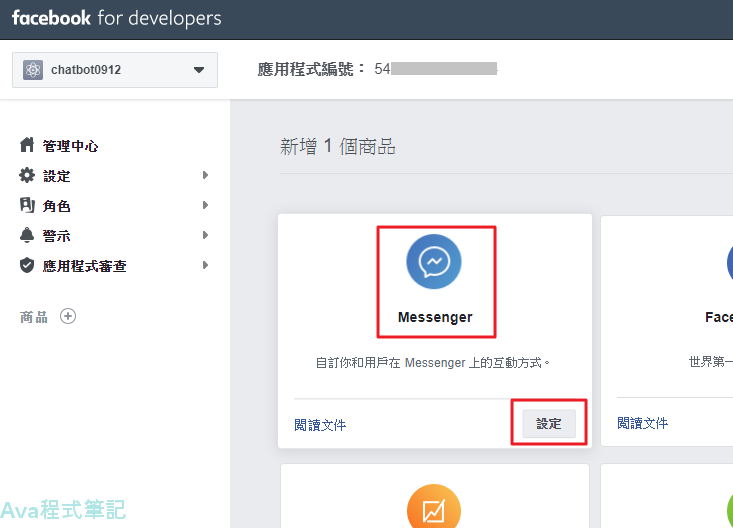 facebook for developers
chatbot0912
應用程式編號： 54
管理中心
設定
角色
警示
應用程式審查
商品
新增 1 個商品
Messenger
自訂你和用戶在 Messenger 上的互動方式。
閱讀文件
設定
Face
世界第一
閱讀文件
Ava程式筆記